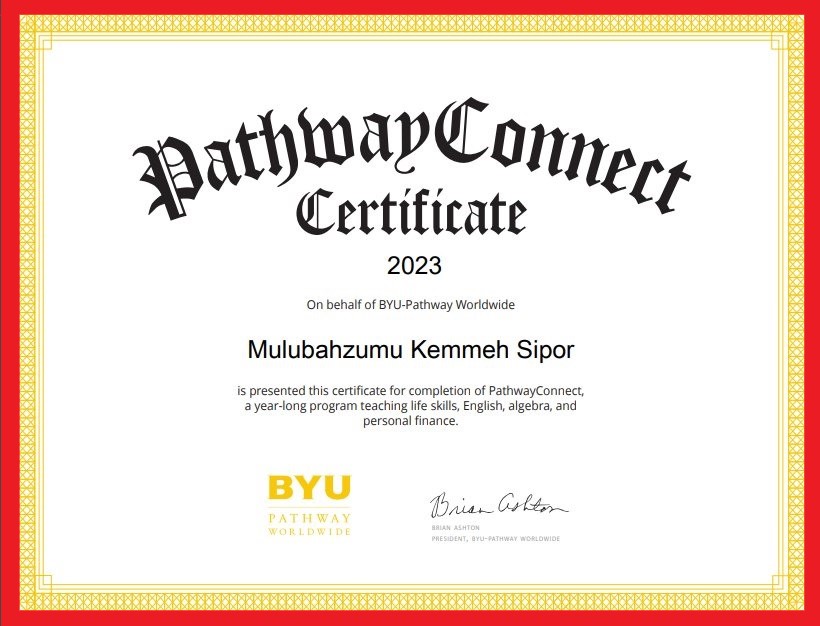 PathwayConnect
Certificate
2023
On behalf of BYU-Pathway Worldwide
Mulubahzumu Kemmeh Sipor
is presented this certificate for completion of PathwayConnect,
a year-long program teaching life skills, English, algebra, and
personal finance.
BYU
PATHWAY
WORLDWIDE
Brian Ashton
BRIAN ASHTON
PRESIDENT, BYU-PATHWAY WORLDWIDE